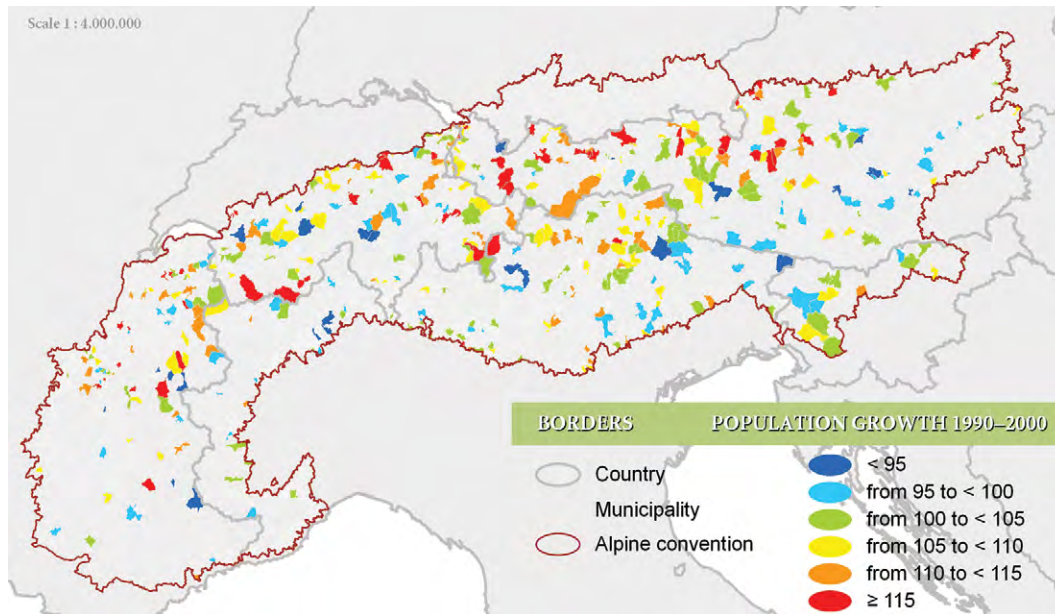 Scale 1 : 4.000.000
BORDERS
Country
Municipality
Alpine convention
POPULATION GROWTH 1990–2000
< 95
from 95 to < 100
from 100 to < 105
from 105 to < 110
from 110 to < 115
≥ 115